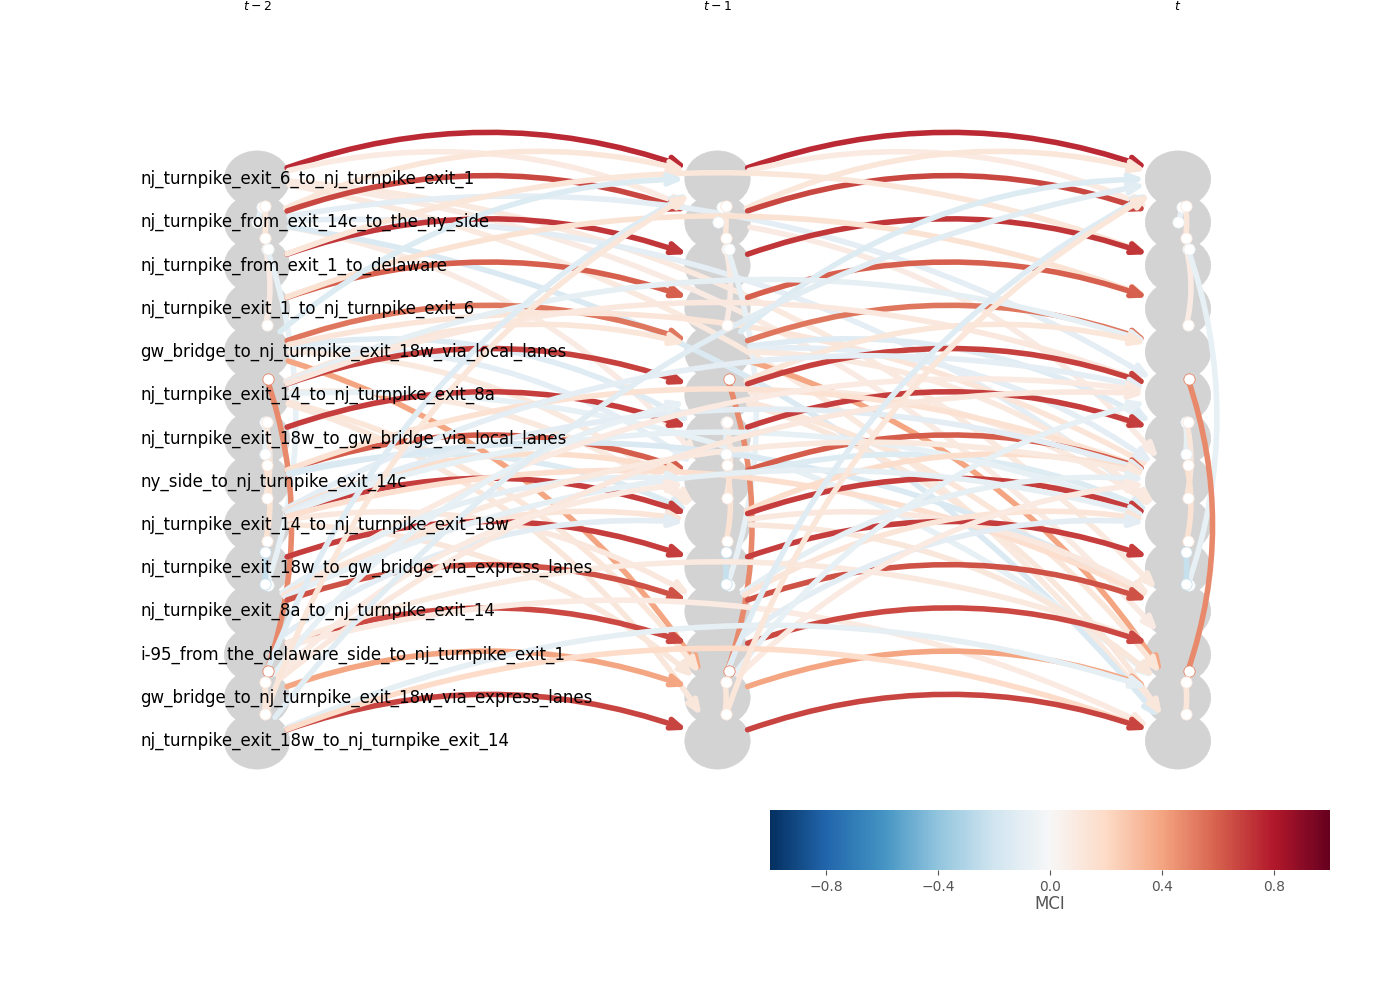 t − 2 t − 1 t
nj_turnpike_exit_6_to_nj_turnpike_exit_1
nj_turnpike_from_exit_14c_to_the_ny_side
nj_turnpike_from_exit_1_to_delaware
nj_turnpike_exit_1_to_nj_turnpike_exit_6
gw_bridge_to_nj_turnpike_exit_18w_via_local_lanes
nj_turnpike_exit_14_to_nj_turnpike_exit_8a
nj_turnpike_exit_18w_to_gw_bridge_via_local_lanes
ny_side_to_nj_turnpike_exit_14c
nj_turnpike_exit_14_to_nj_turnpike_exit_18w
nj_turnpike_exit_18w_to_gw_bridge_via_express_lanes
nj_turnpike_exit_8a_to_nj_turnpike_exit_14
i-95_from_the_delaware_side_to_nj_turnpike_exit_1
gw_bridge_to_nj_turnpike_exit_18w_via_express_lanes
nj_turnpike_exit_18w_to_nj_turnpike_exit_14
−0.8 −0.4 0.0 0.4 0.8
MCI